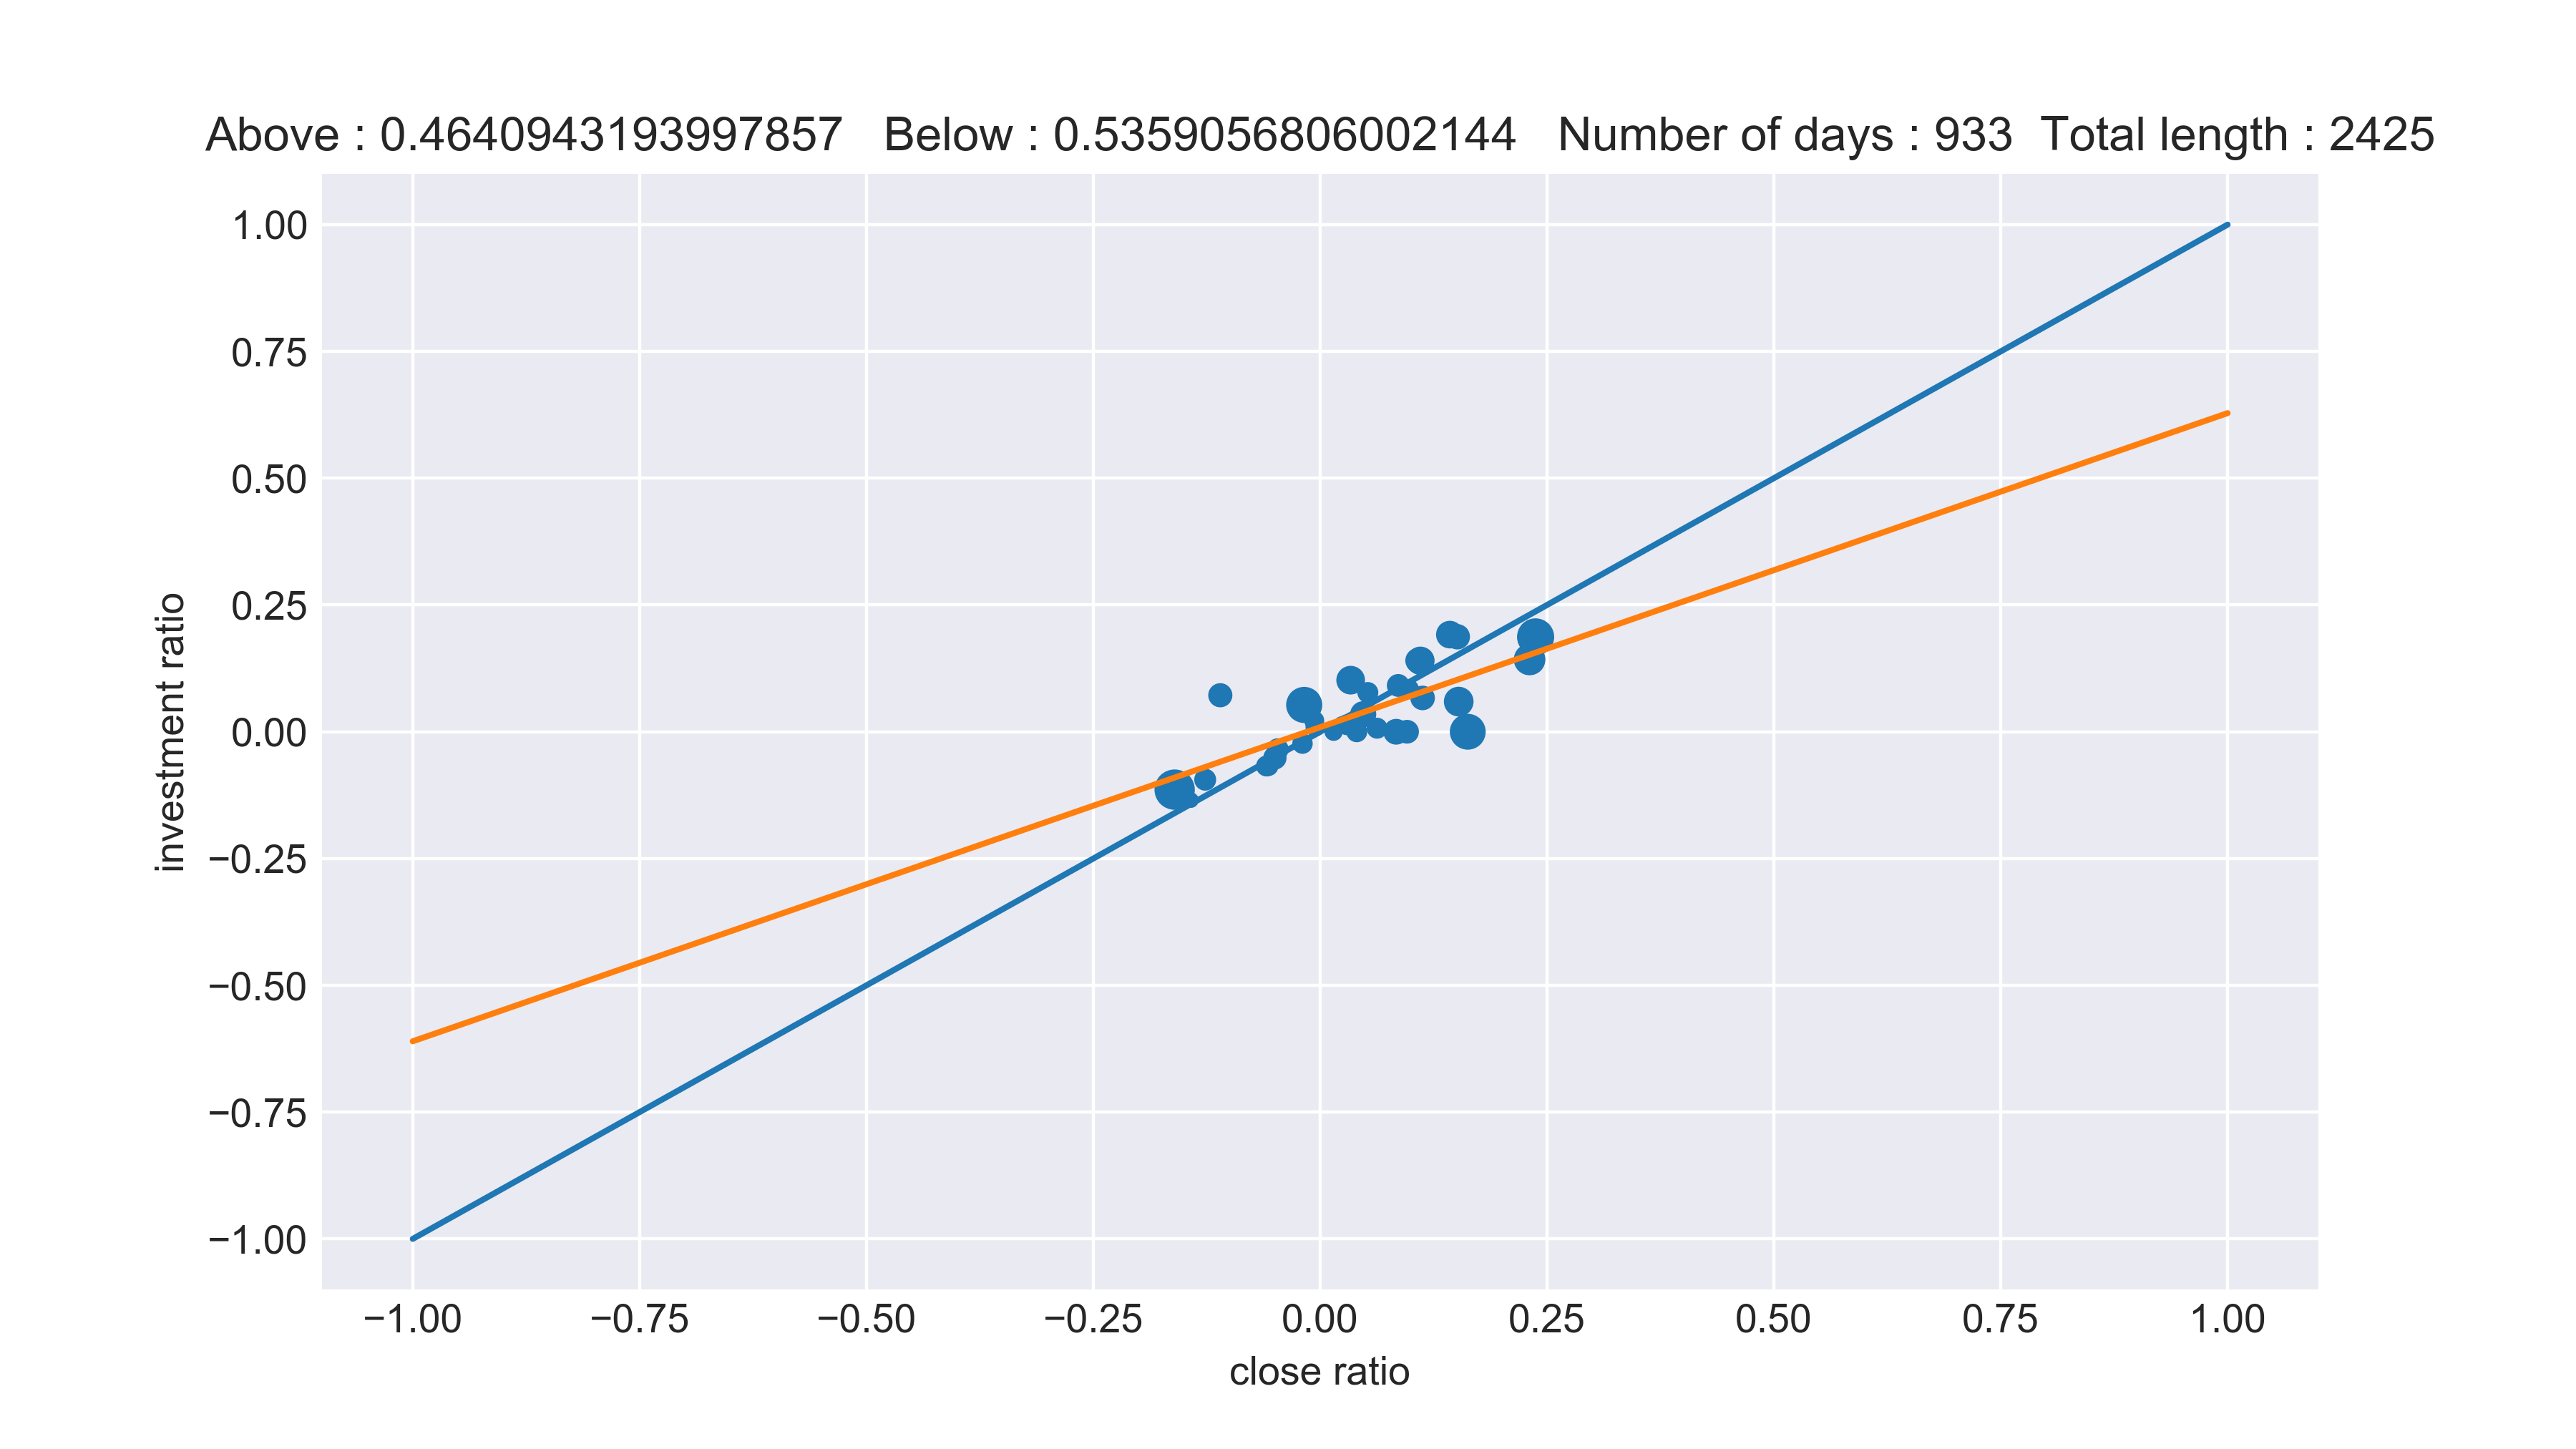 Above : 0.4640943193997857   Below : 0.5359056806002144   Number of days : 933  Total length : 2425
1.00
0.75
0.50
0.25
0.00
−0.25
−0.50
−0.75
−1.00
investment ratio
−1.00 −0.75 −0.50 −0.25 0.00 0.25 0.50 0.75 1.00
close ratio